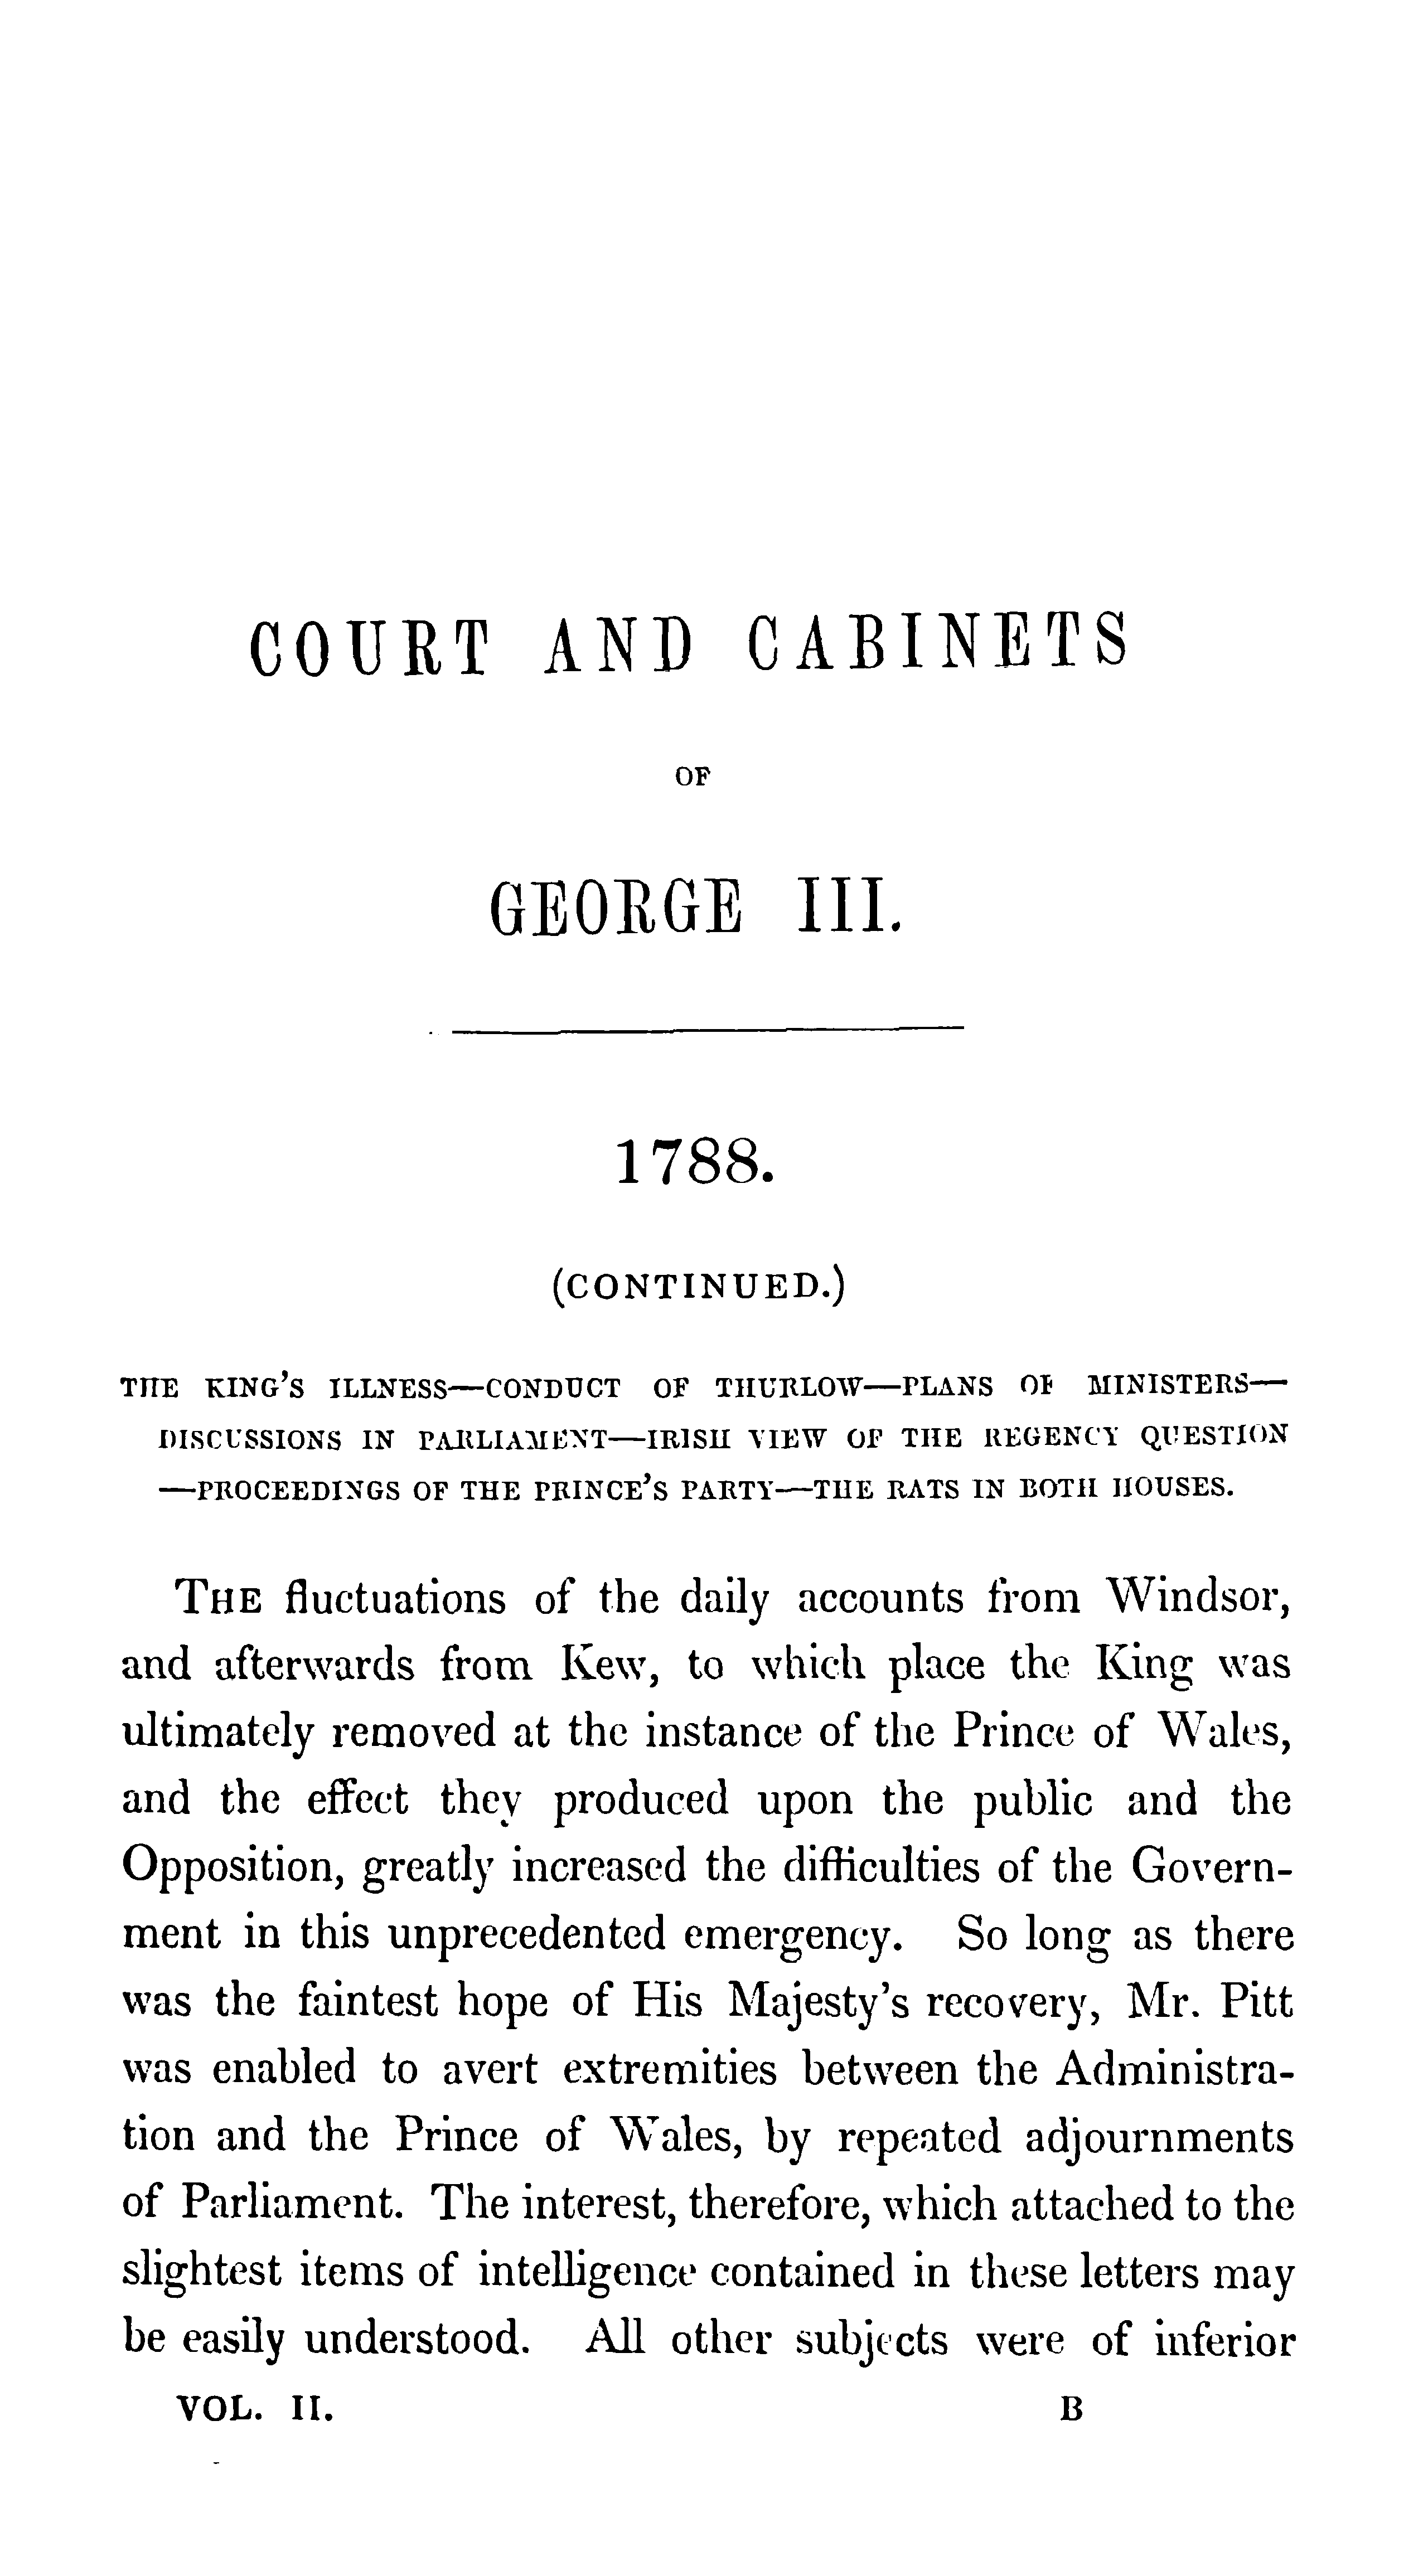 COURT AND CABINETS
OF
GEORGE III.
1788.
(CONTINUED.)
THE KING'S ILLNESS—CONDUCT OF THURLOW—PLANS OF MINISTERS—
DISCUSSIONS IN PARLIAMENT—IRISH VIEW OF THE REGENCY QUESTION
—PROCEEDINGS OF THE PRINCE'S PARTY—THE RATS IN BOTH HOUSES.
THE fluctuations of the daily accounts from Windsor,
and afterwards from Kew, to which place the King was
ultimately removed at the instance of the Prince of Wales,
and the effect they produced upon the public and the
Opposition, greatly increased the difficulties of the Govern-
ment in this unprecedented emergency. So long as there
was the faintest hope of His Majesty's recovery, Mr. Pitt
was enabled to avert extremities between the Administra-
tion and the Prince of Wales, by repeated adjournments
of Parliament. The interest, therefore, which attached to the
slightest items of intelligence contained in these letters may
be easily understood. All other subjects were of inferior
VOL. II. B